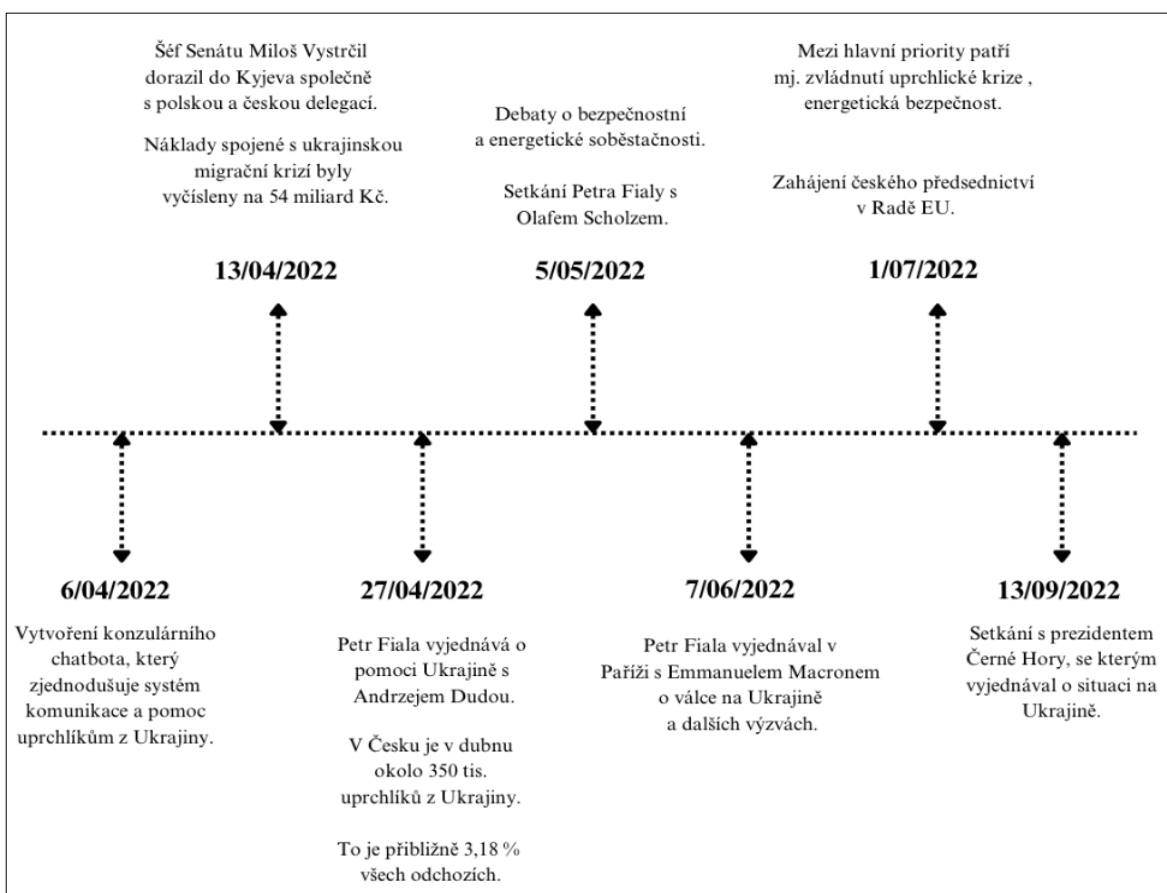 Šéf Senátu Miloš Vystrčil
dorazil do Kyjeva společně
s polskou a českou delegací.
Náklady spojené s ukrajinskou
migrační krizí byly
vyčísleny na 54 miliard Kč.
13/04/2022
Debaty o bezpečnostní
a energetické soběstačnosti.
Setkání Petra Fialy s
Olafem Scholzem.
5/05/2022
Mezi hlavní priority patří
mj. zvládnutí uprchlické krize ,
energetická bezpečnost.
Zahájení českého předsednictví
v Radě EU.
1/07/2022
6/04/2022
Vytvoření konzulárního
chatbota, který
zjednodušuje systém
komunikace a pomoc
uprchlíkům z Ukrajiny.
27/04/2022
Petr Fiala vyjednává o
pomoci Ukrajině s
Andrzejem Dudou.
V Česku je v dubnu
okolo 350 tis.
uprchlíků z Ukrajiny.
To je přibližně 3,18 %
všech odchozích.
7/06/2022
Petr Fiala vyjednával v
Paříži s Emmanuelem Macronem
o válce na Ukrajině
a dalších výzvách.
13/09/2022
Setkání s prezidentem
Černé Hory, se kterým
vyjednával o situaci na
Ukrajině.